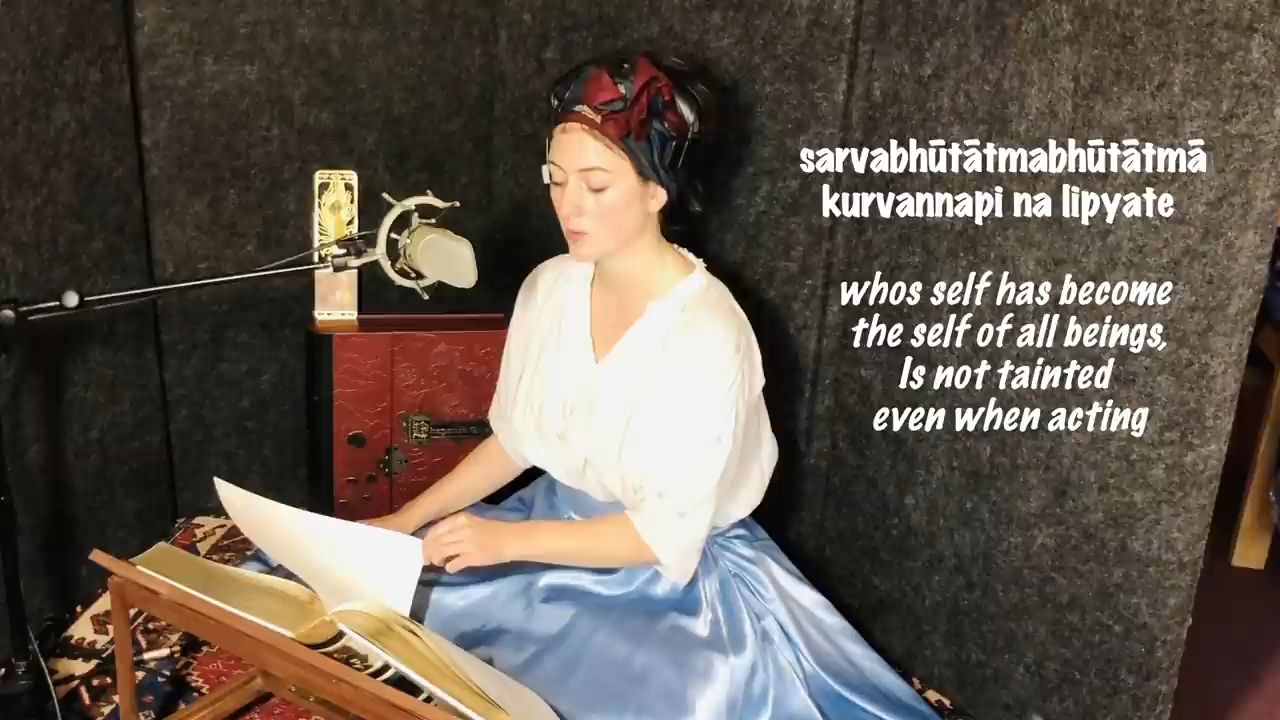 sarvabhūtātmabhūtātmā
kurvannapi na lipyate
whos self has become
the self of all beings,
Is not tainted
even when acting